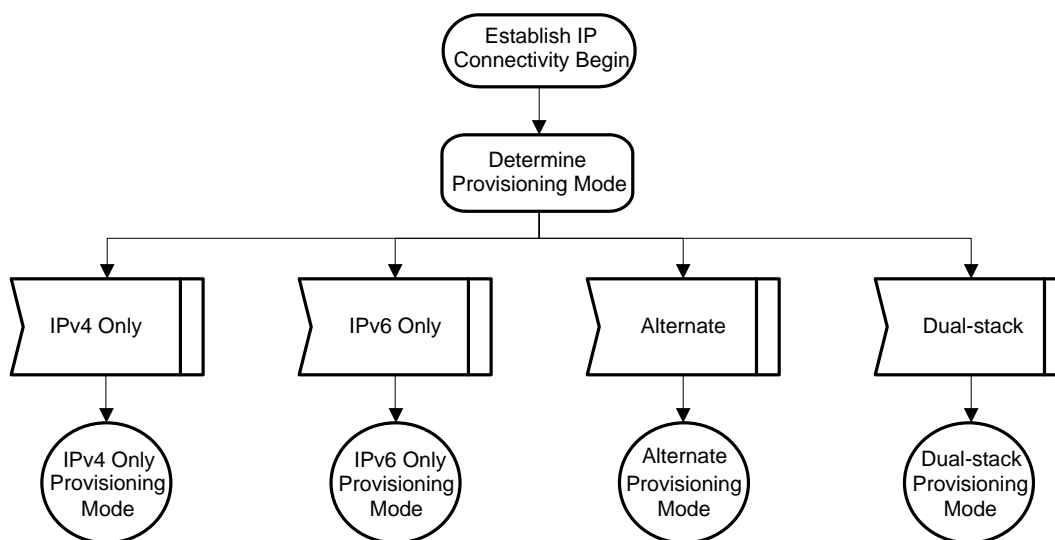 Establish IP
Connectivity Begin
Determine
Provisioning Mode
IPv4 Only
IPv6 Only
Alternate
Dual-stack
IPv4 Only
Provisioning
Mode
IPv6 Only
Provisioning
Mode
Alternate
Provisioning
Mode
Dual-stack
Provisioning
Mode